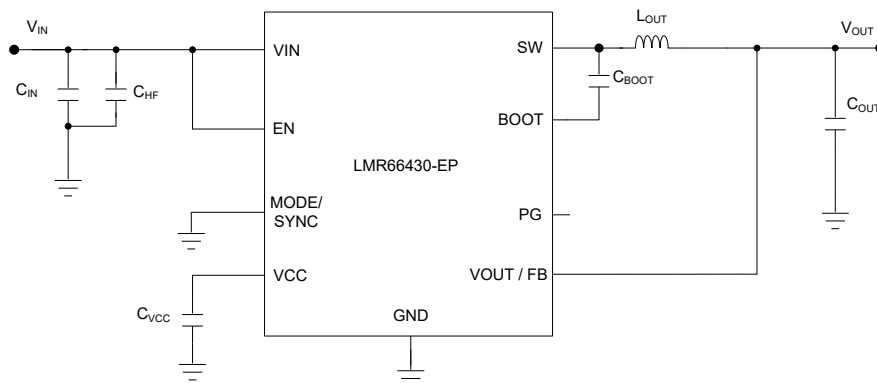 V_IN
L_OUT
V_OUT
VIN
SW
C_IN
C_HF
C_BOOT
C_OUT
EN
BOOT
LMR66430-EP
MODE/
SYNC
PG
VCC
VOUT / FB
C_VCC
GND